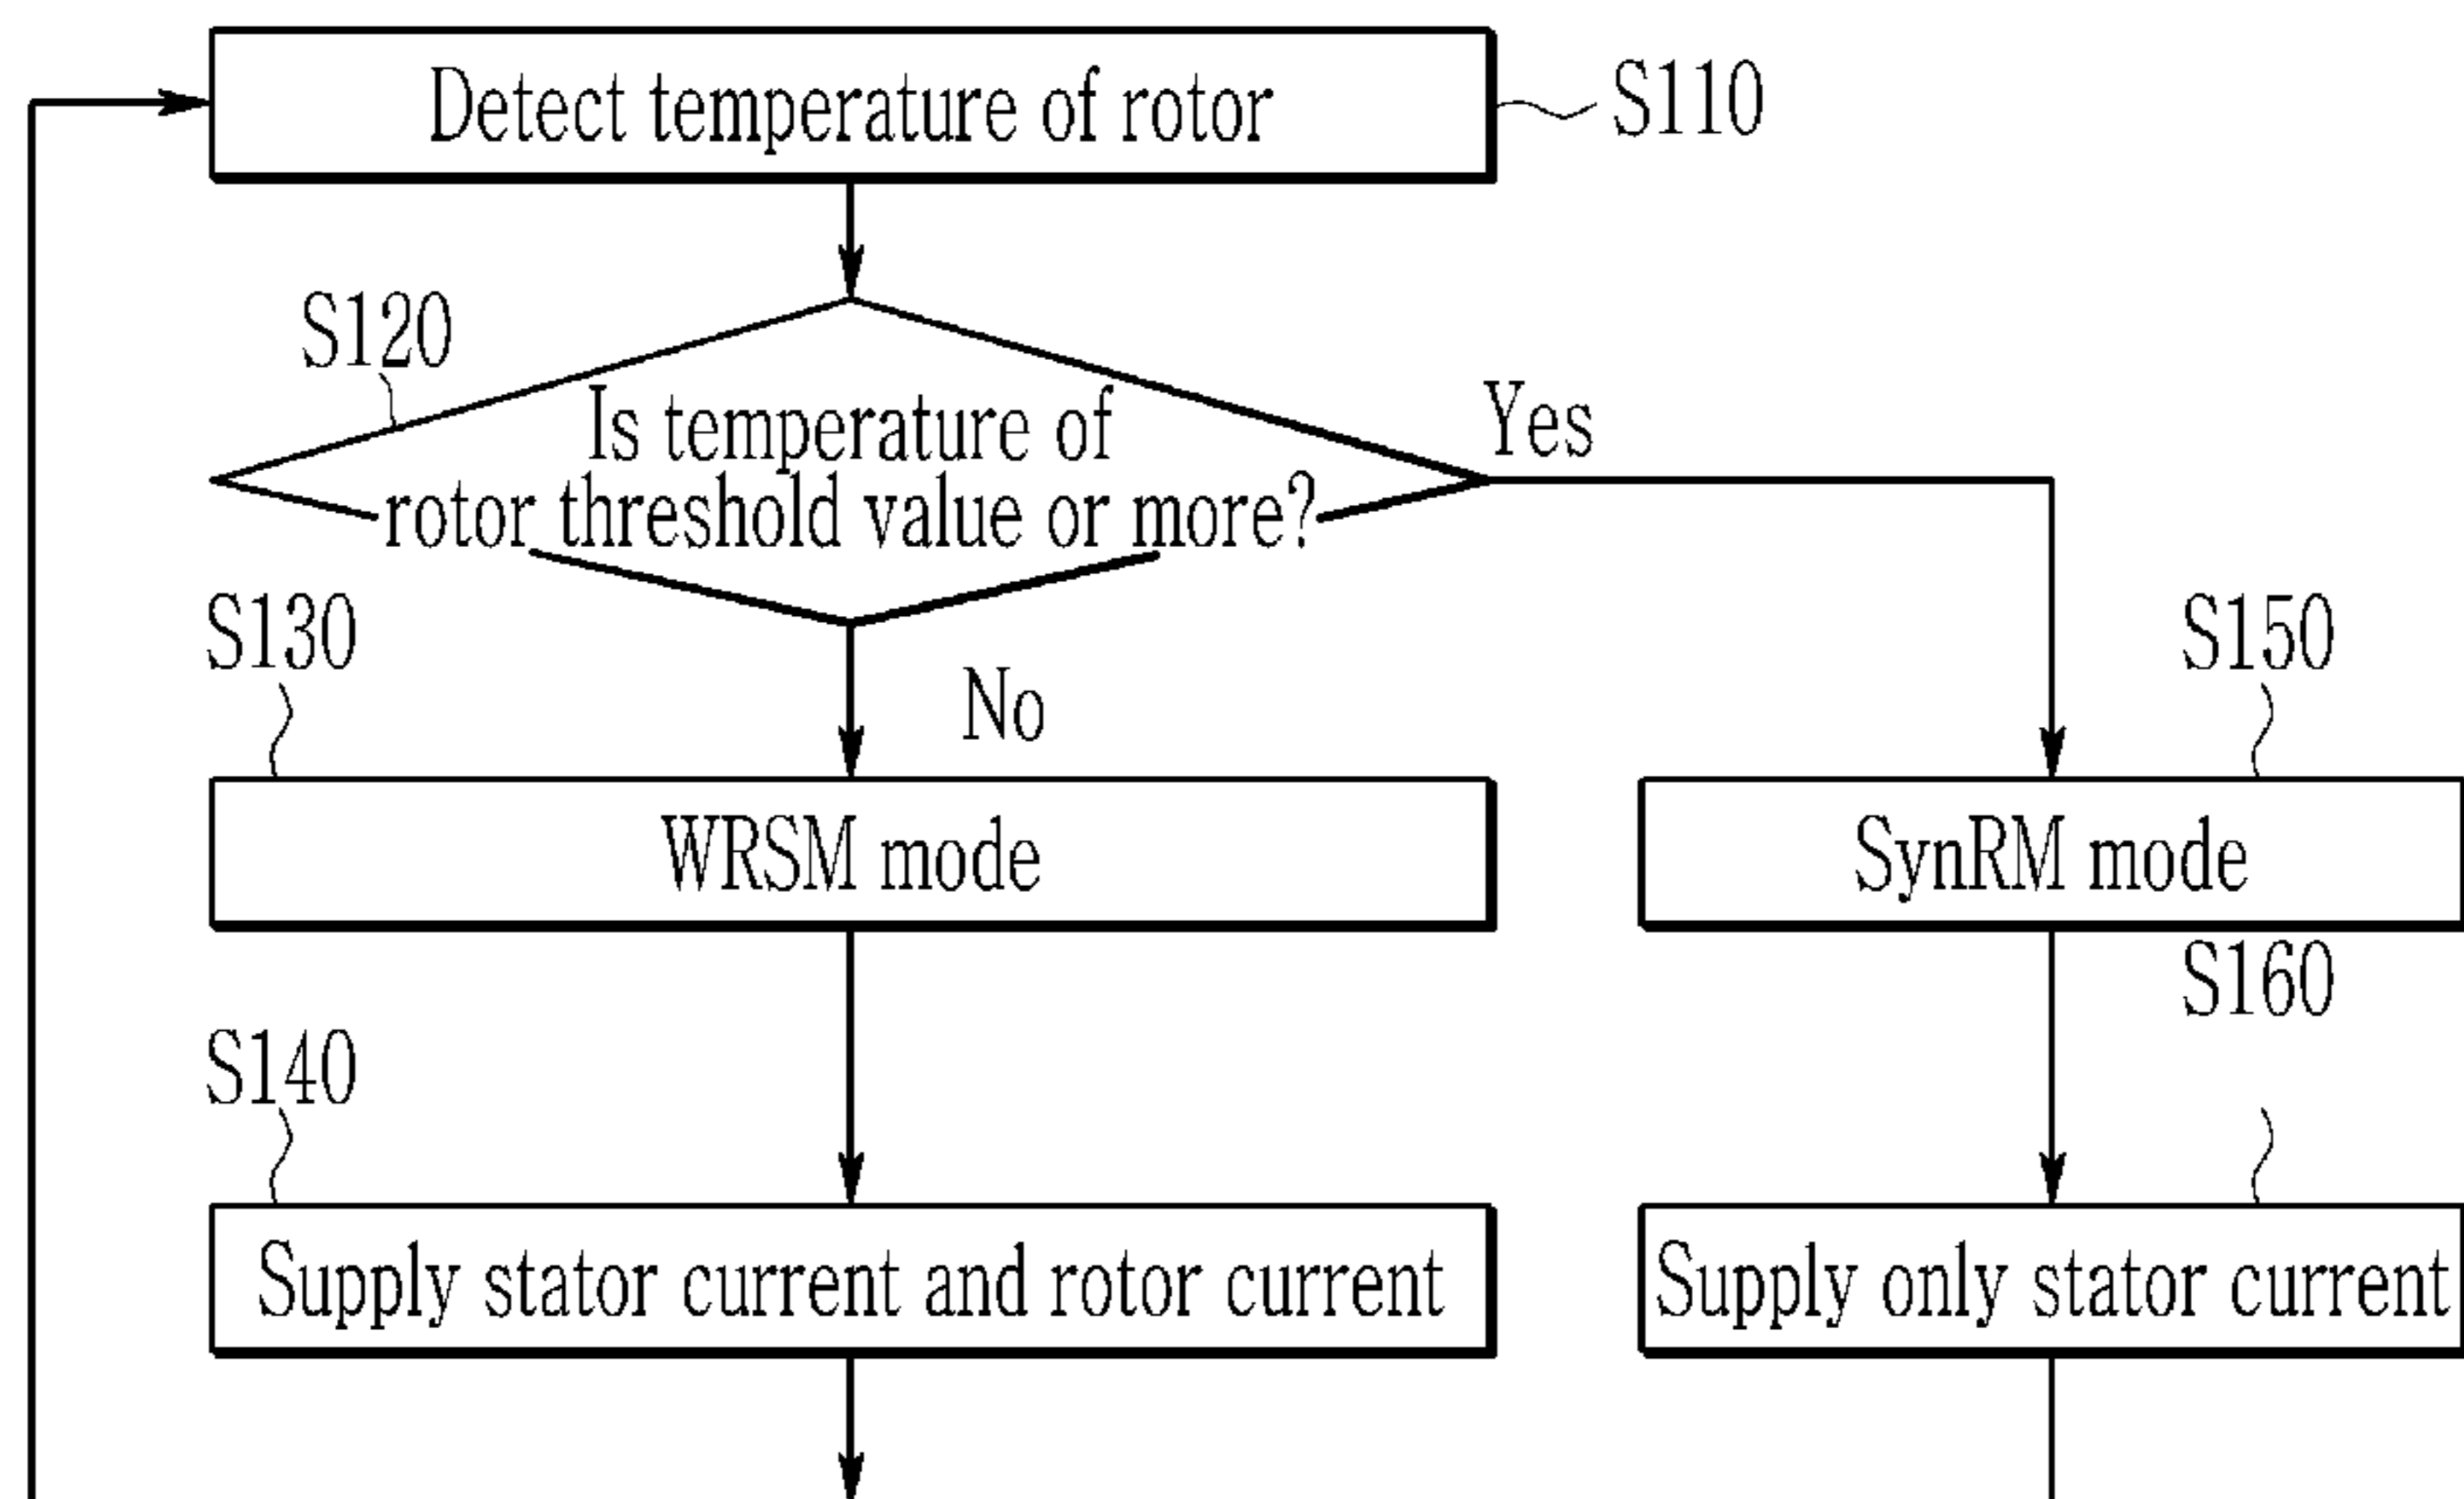 Detect temperature of rotor
S110
S120
Is temperature of
rotor threshold value or more?
Yes
No
S130
WRSM mode
S150
SynRM mode
S140
Supply stator current and rotor current
S160
Supply only stator current